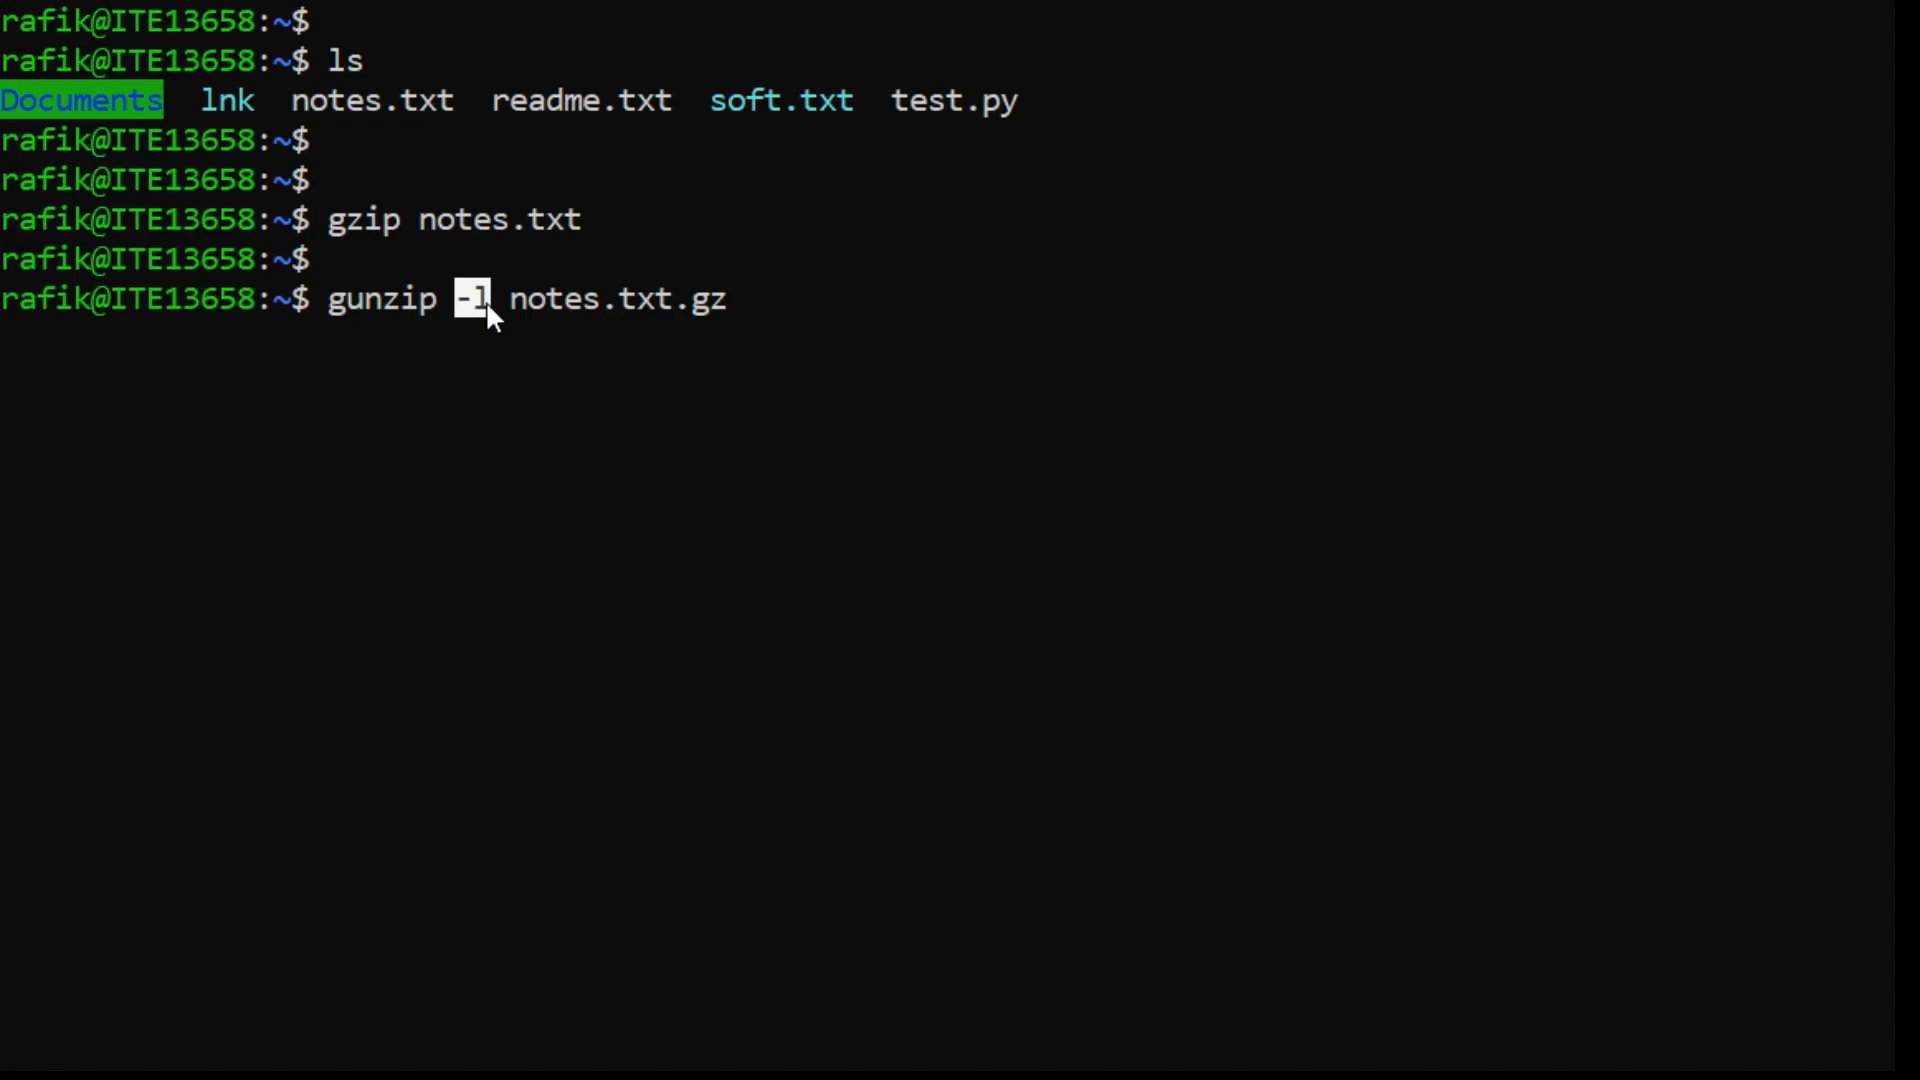 rafik@ITE13658:~$
rafik@ITE13658:~$ ls
Documents  lnk  notes.txt  readme.txt  soft.txt  test.py
rafik@ITE13658:~$
rafik@ITE13658:~$
rafik@ITE13658:~$ gzip notes.txt
rafik@ITE13658:~$
rafik@ITE13658:~$ gunzip -l notes.txt.gz